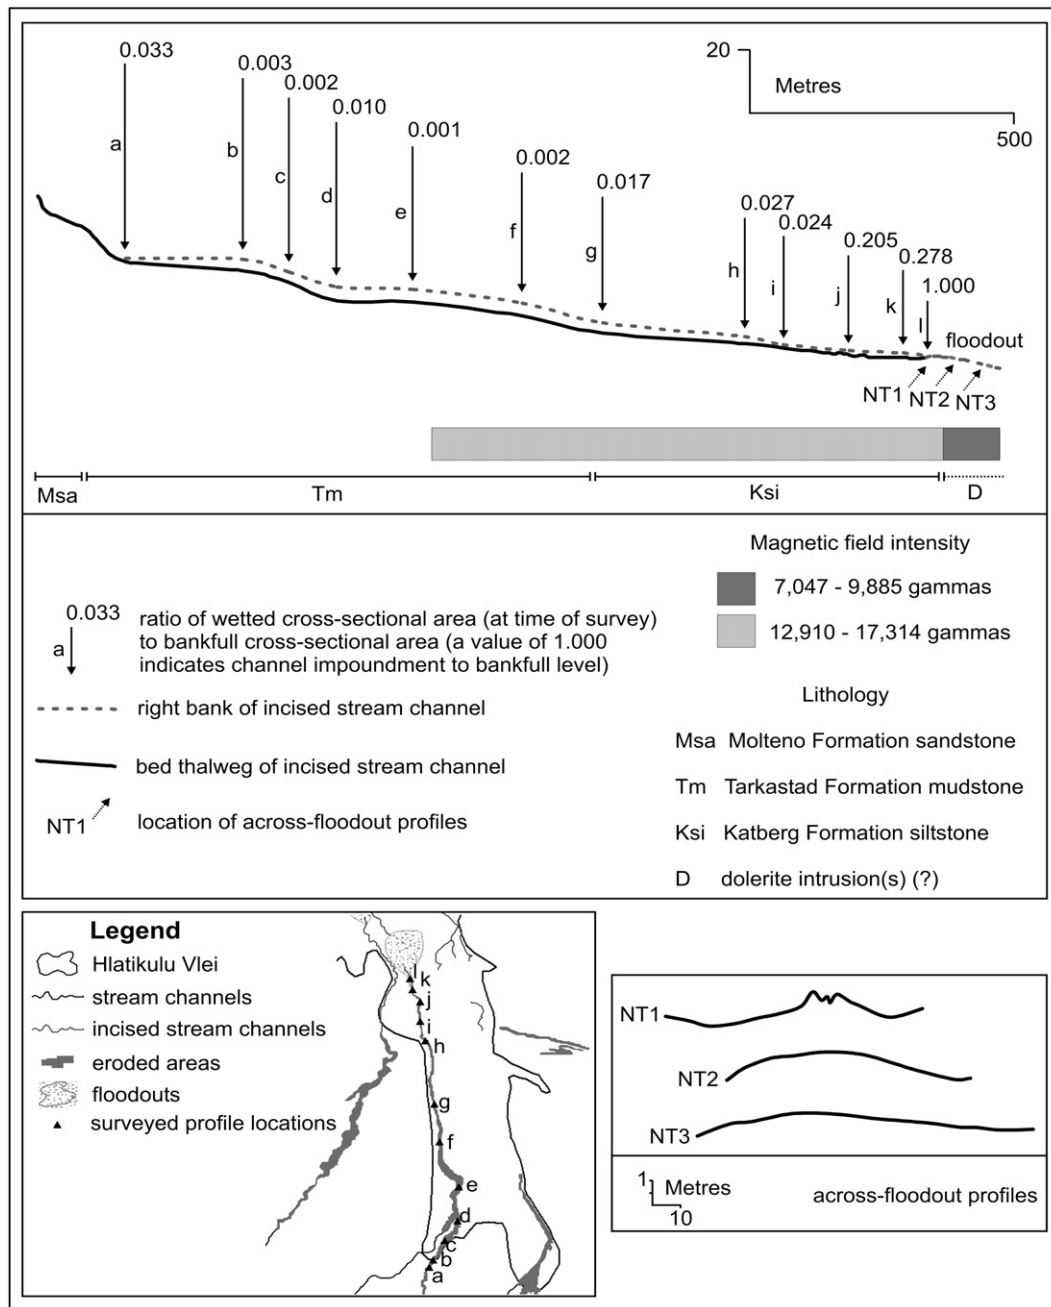 0.033
0.003
0.002
0.010
0.001
0.002
0.017
0.027
0.024
0.205
0.278
1.000
20
Metres
500
a
b
c
d
e
f
g
h
i
j
k
l
floodout
NT1
NT2
NT3
Msa
Tm
Ksi
D
0.033
a
ratio of wetted cross-sectional area (at time of survey)
to bankfull cross-sectional area (a value of 1.000
indicates channel impoundment to bankfull level)
right bank of incised stream channel
bed thalweg of incised stream channel
NT1 location of across-floodout profiles
Magnetic field intensity
7,047 - 9,885 gammas
12,910 - 17,314 gammas
Lithology
Msa Molteno Formation sandstone
Tm Tarkastad Formation mudstone
Ksi Katberg Formation siltstone
D dolerite intrusion(s) (?)
Legend
Hlatikulu Vlei
stream channels
incised stream channels
eroded areas
floodouts
surveyed profile locations
l
k
j
i
h
g
f
e
d
c
b
a
NT1
NT2
NT3
1
Metres
10
across-floodout profiles